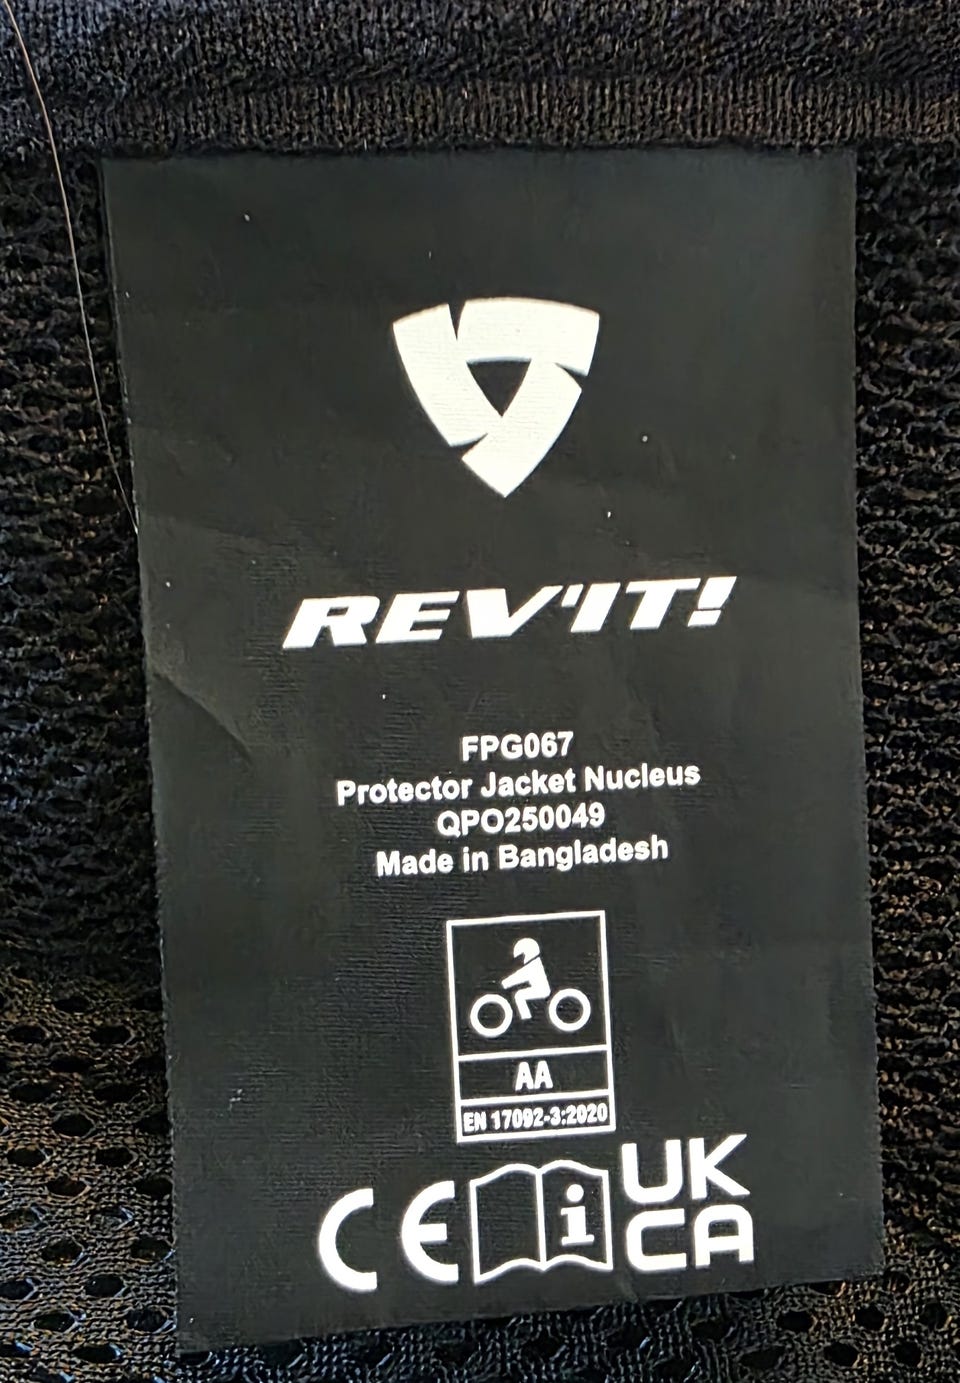 REV'IT!
FPG067
Protector Jacket Nucleus
QPO250049
Made in Bangladesh
AA
EN 17092-3:2020
CE i UK
CA